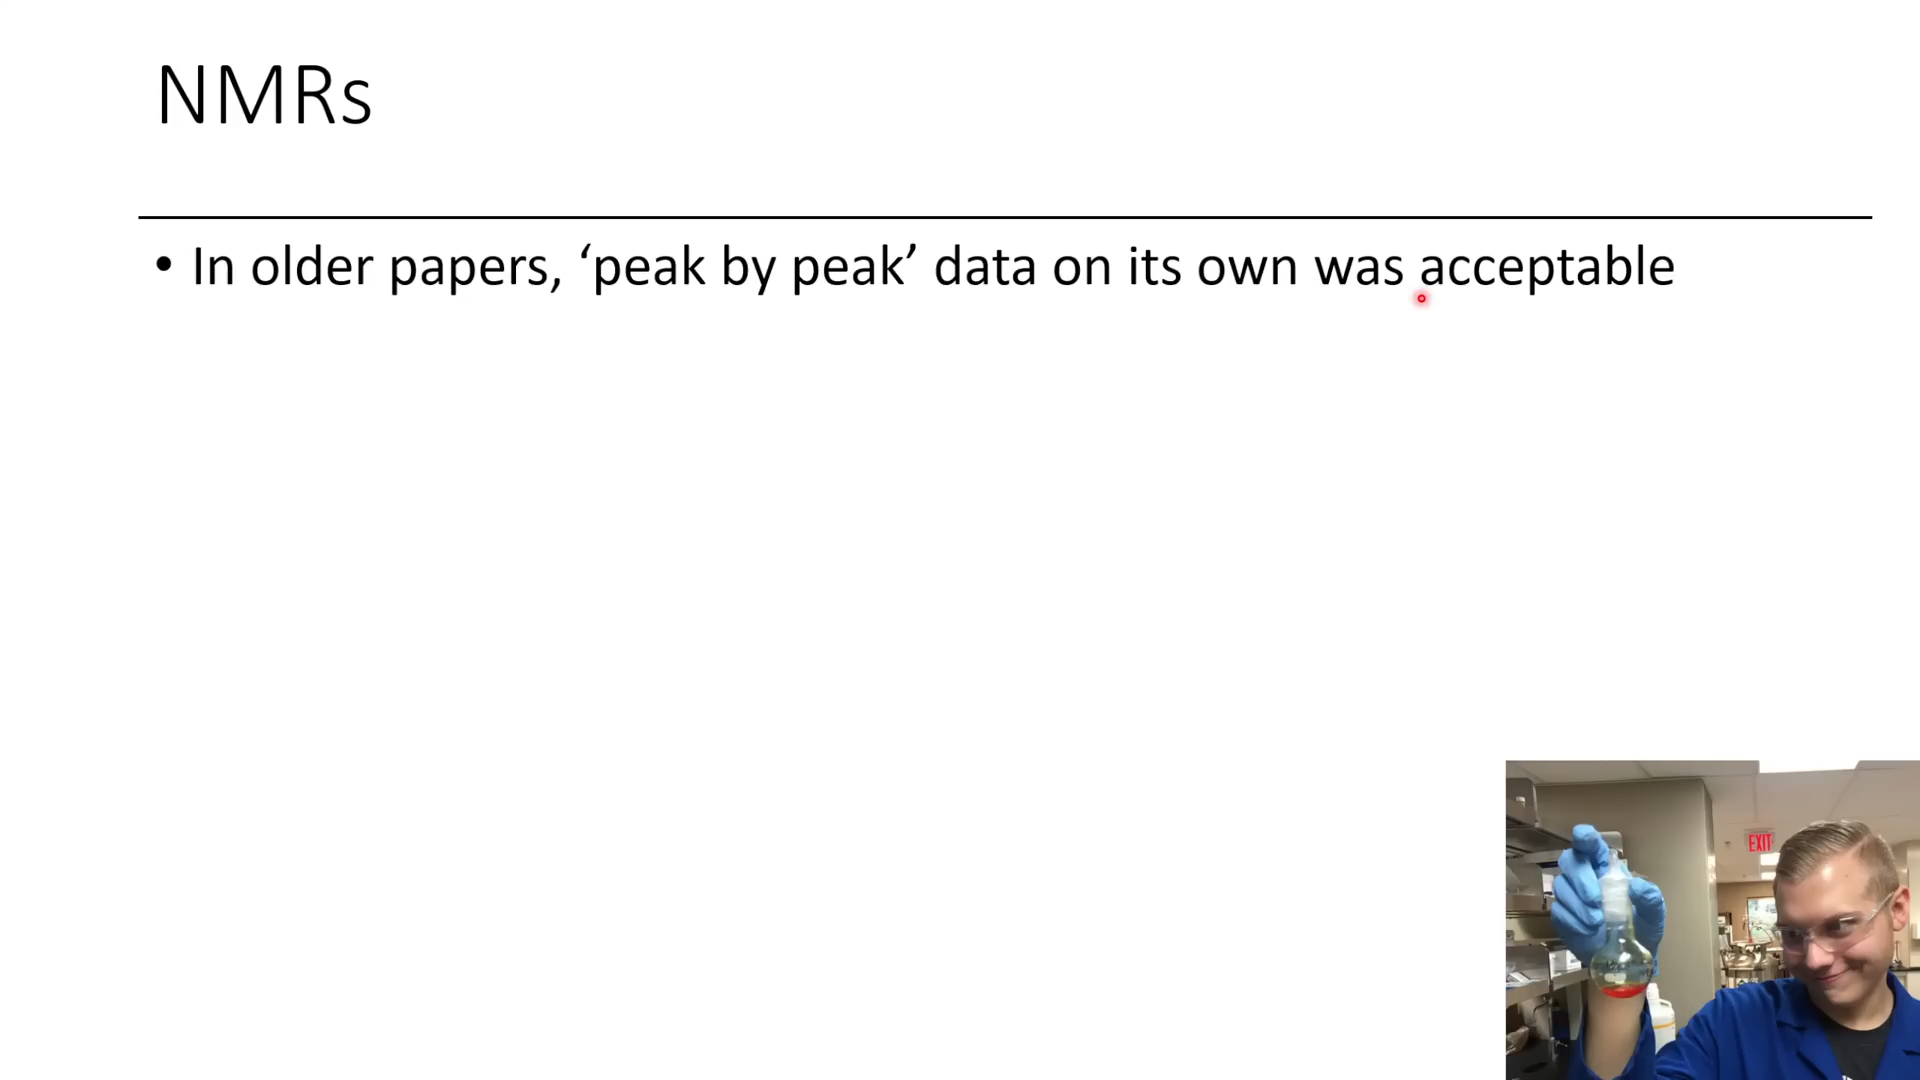 NMRs
• In older papers, ‘peak by peak’ data on its own was acceptable
EXIT